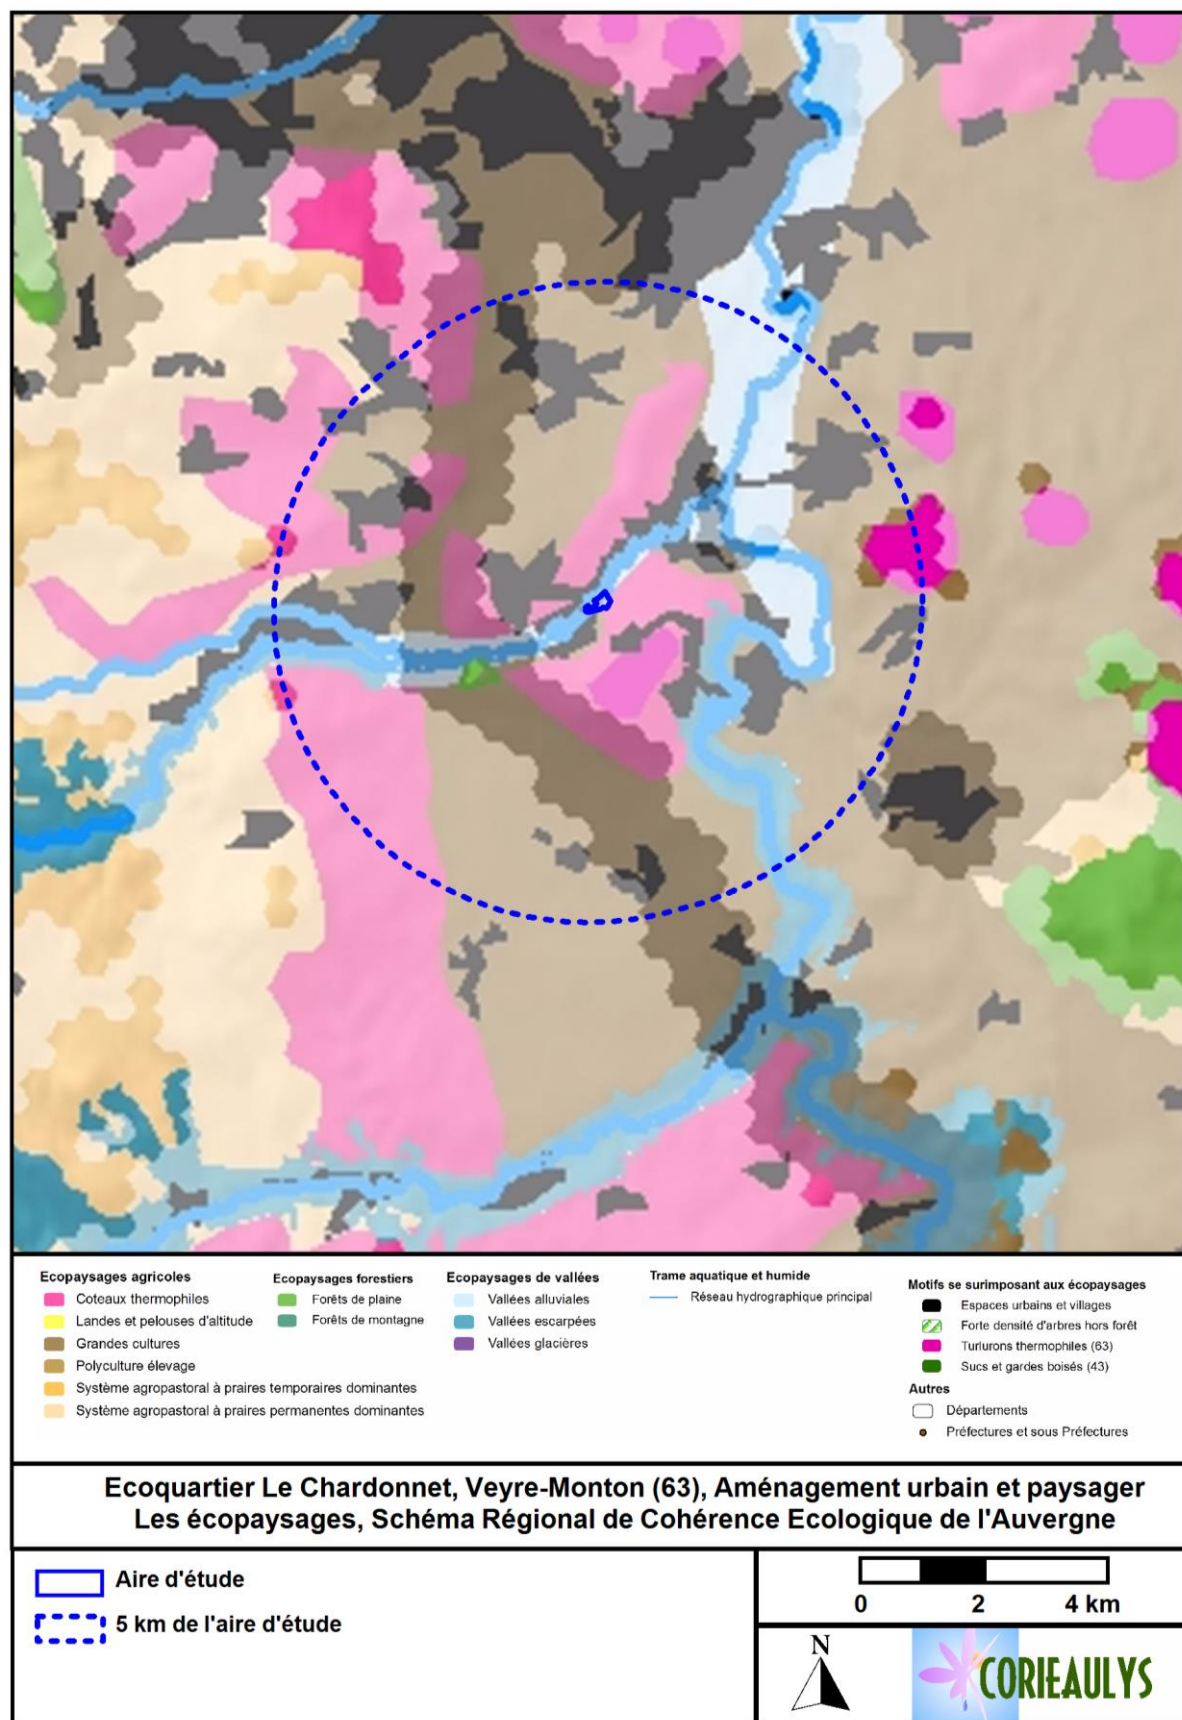 Ecopaysages agricoles
Coteaux thermophiles
Landes et pelouses d'altitude
Grandes cultures
Polyculture élevage
Système agropastoral à praires temporaires dominantes
Système agropastoral à praires permanentes dominantes
Ecopaysages forestiers
Forêts de plaine
Forêts de montagne
Ecopaysages de vallées
Vallées alluviales
Vallées escarpées
Vallées glacières
Trame aquatique et humide
Réseau hydrographique principal
Motifs se surimposant aux écopaysages
Espaces urbains et villages
Forte densité d'arbres hors forêt
Turlurons thermophiles (63)
Sucs et gardes boisés (43)
Autres
Départements
Préfectures et sous Préfectures
Ecoquartier Le Chardonnet, Veyre-Monton (63), Aménagement urbain et paysager
Les écopaysages, Schéma Régional de Cohérence Ecologique de l'Auvergne
Aire d'étude
5 km de l'aire d'étude
0 2 4 km
N
CORIEAULYS